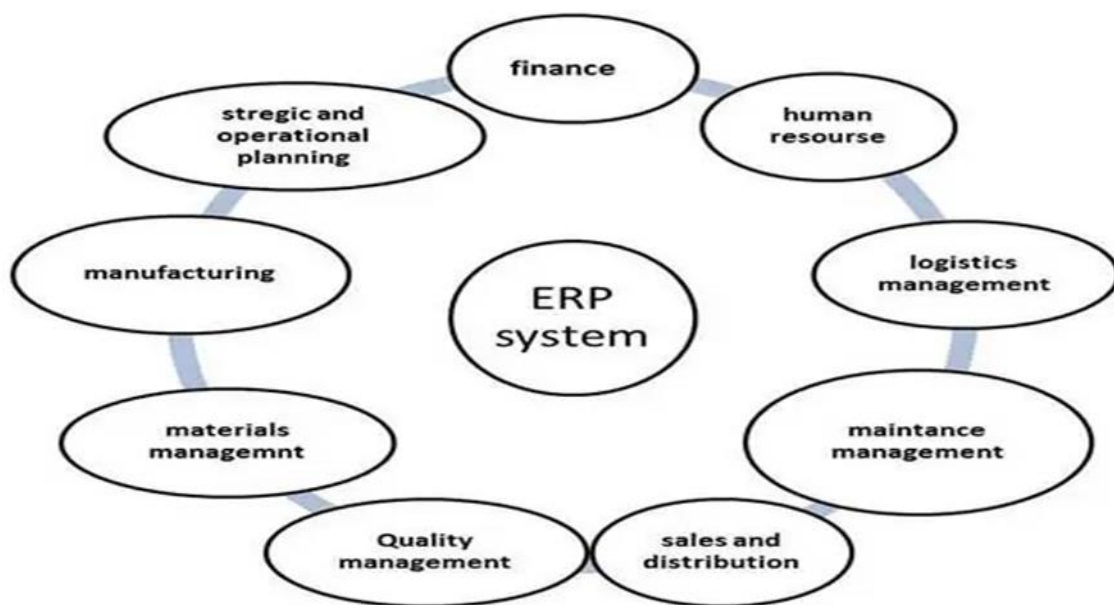 finance
human
resourse
stregic and
operational
planning
logistics
management
manufacturing
ERP
system
maintance
management
materials
managemnt
sales and
distribution
Quality
management